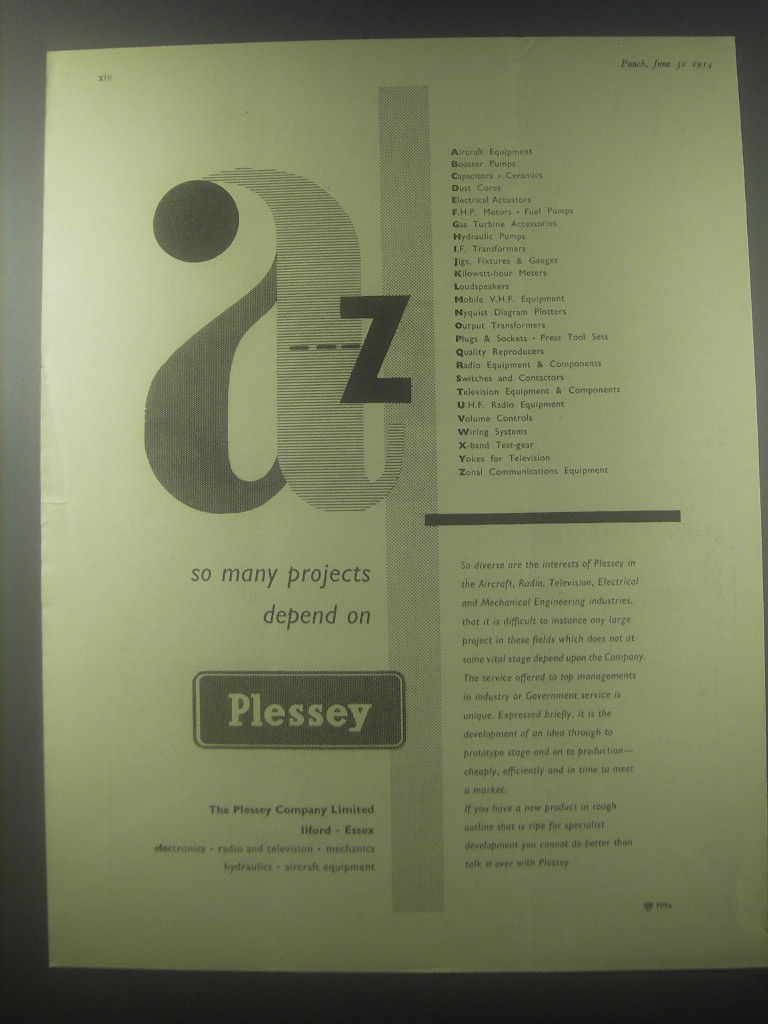 xiv
Punch, June 30 1954
a
z
Aircraft Equipment
Booster Pumps
Capacitors · Ceramics
Dust Cores
Electrical Actuators
F.H.P. Motors · Fuel Pumps
Gas Turbine Accessories
Hydraulic Pumps
I.F. Transformers
Jigs, Fixtures & Gauges
Kilowatt-hour Meters
Loudspeakers
Mobile V.H.F. Equipment
Nyquist Diagram Plotters
Output Transformers
Plugs & Sockets · Press Tool Sets
Quality Reproducers
Radio Equipment & Components
Switches and Contactors
Television Equipment & Components
U.H.F. Radio Equipment
Volume Controls
Wiring Systems
X-band Test-gear
Yokes for Television
Zonal Communications Equipment
so many projects
depend on
Plessey
The Plessey Company Limited
Ilford · Essex
electronics · radio and television · mechanics
hydraulics · aircraft equipment
So diverse are the interests of Plessey in
the Aircraft, Radio, Television, Electrical
and Mechanical Engineering industries,
that it is difficult to instance any large
project in these fields which does not at
some vital stage depend upon the Company.
The service offered to top managements
in industry or Government service is
unique. Expressed briefly, it is the
development of an idea through to
prototype stage and on to production—
cheaply, efficiently and in time to meet
a market.
If you have a new product in rough
outline that is ripe for specialist
development you cannot do better than
talk it over with Plessey.